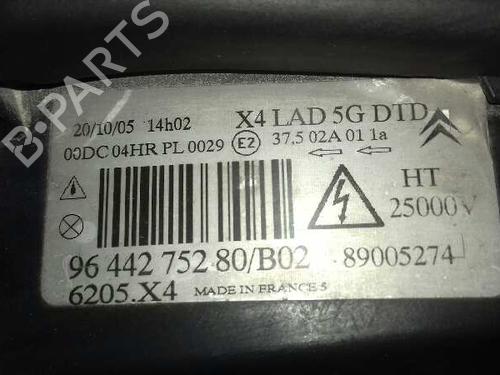 20/10/05 14h02 X4 LAD 5G DTD
00DC 04HR PL 0029 E2 37.5 02A 01 1a
HT
25000V
96 442 752 80/B02 89005274
6205.X4 MADE IN FRANCE 5
B-PARTS